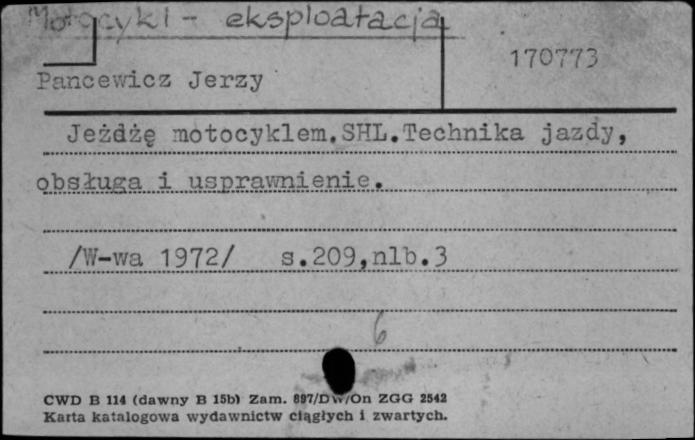 Motocykl - eksploatacja
170773
Pancewicz Jerzy
Jeżdżę motocyklem.SHL.Technika jazdy,
obsługa i usprawnienie.
/W-wa 1972/ s.209,nlb.3
6
CWD B 114 (dawny B 15b) Zam. 897/DW/On ZGG 2542
Karta katalogowa wydawnictw ciągłych i zwartych.